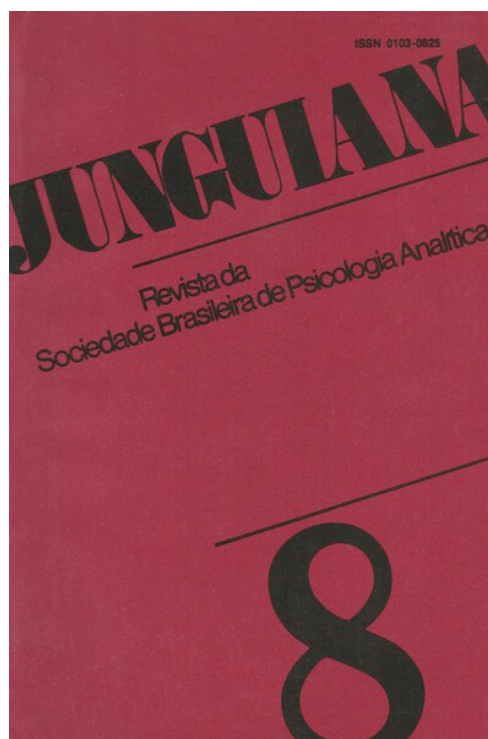 ISSN 0103-0825
JUNGUIANA
Revista da
Sociedade Brasileira de Psicologia Analítica
8